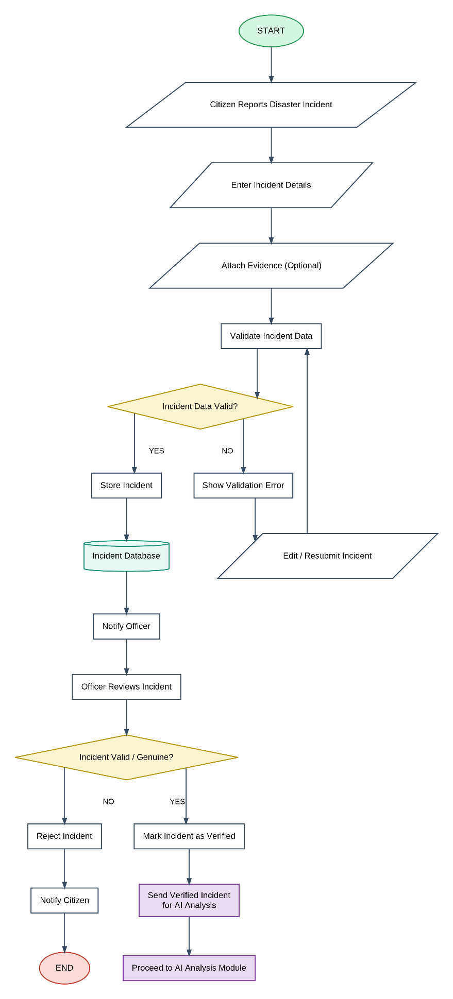 START
Citizen Reports Disaster Incident
Enter Incident Details
Attach Evidence (Optional)
Validate Incident Data
Incident Data Valid?
YES
NO
Store Incident
Show Validation Error
Incident Database
Edit / Resubmit Incident
Notify Officer
Officer Reviews Incident
Incident Valid / Genuine?
NO
YES
Reject Incident
Mark Incident as Verified
Notify Citizen
Send Verified Incident
for AI Analysis
END
Proceed to AI Analysis Module